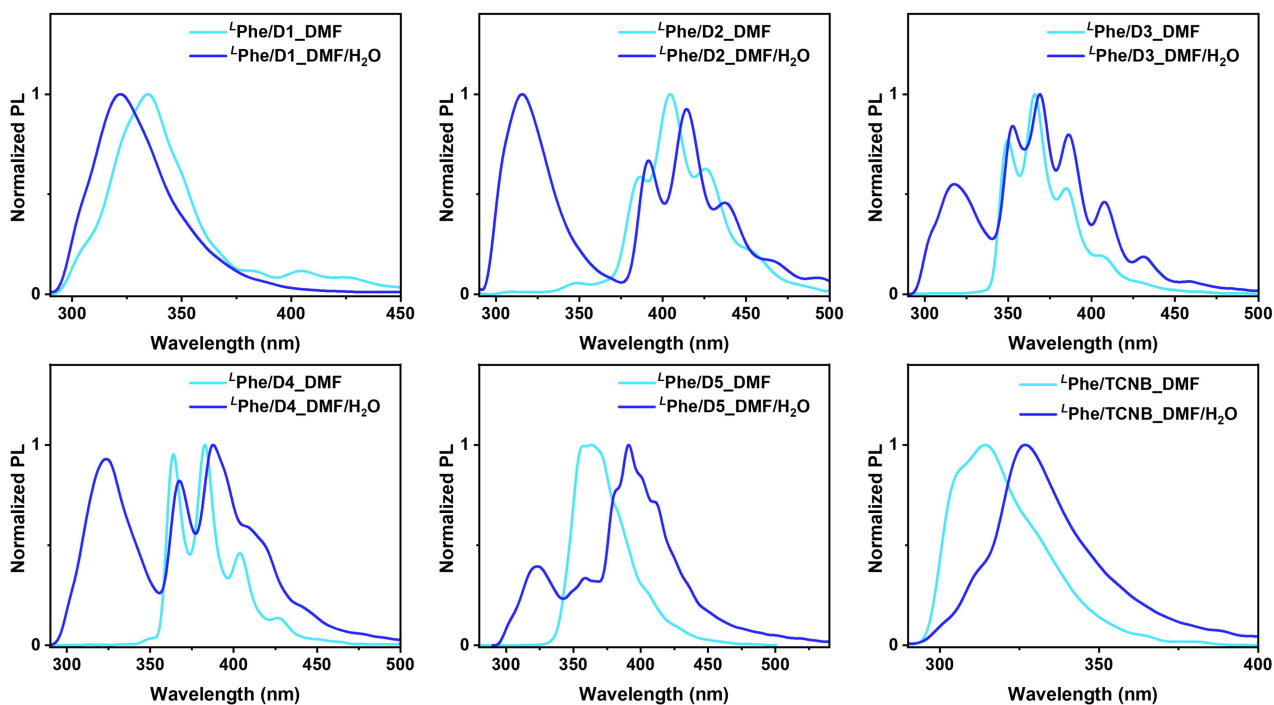 ᴸPhe/D1_DMF
ᴸPhe/D1_DMF/H₂O
1
0
Normalized PL
300 350 400 450
Wavelength (nm)
ᴸPhe/D2_DMF
ᴸPhe/D2_DMF/H₂O
1
0
Normalized PL
300 350 400 450 500
Wavelength (nm)
ᴸPhe/D3_DMF
ᴸPhe/D3_DMF/H₂O
1
0
Normalized PL
300 350 400 450 500
Wavelength (nm)
ᴸPhe/D4_DMF
ᴸPhe/D4_DMF/H₂O
1
0
Normalized PL
300 350 400 450 500
Wavelength (nm)
ᴸPhe/D5_DMF
ᴸPhe/D5_DMF/H₂O
1
0
Normalized PL
300 350 400 450 500
Wavelength (nm)
ᴸPhe/TCNB_DMF
ᴸPhe/TCNB_DMF/H₂O
1
0
Normalized PL
300 350 400
Wavelength (nm)